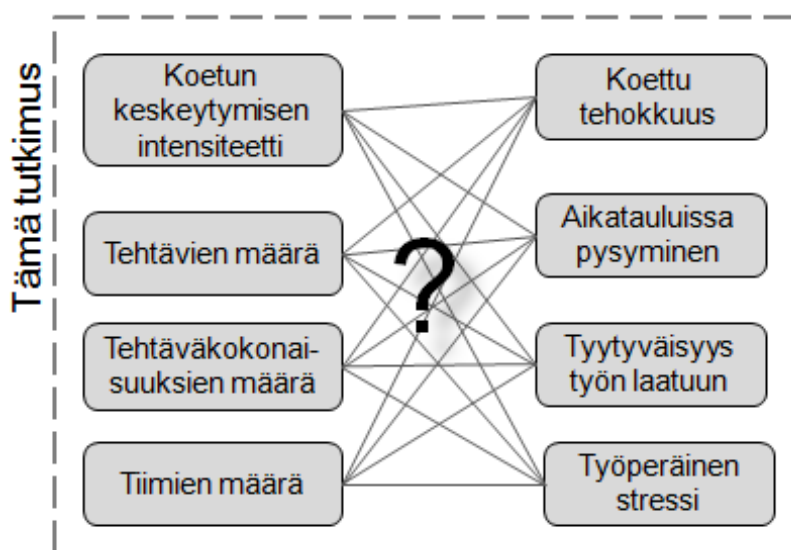 Tämä tutkimus
Koetun
keskeytymisen
intensiteetti
Tehtävien määrä
Tehtäväkokonai-
suuksien määrä
Tiimien määrä
?
Koettu
tehokkuus
Aikatauluissa
pysyminen
Tyytyväisyys
työn laatuun
Työperäinen
stressi